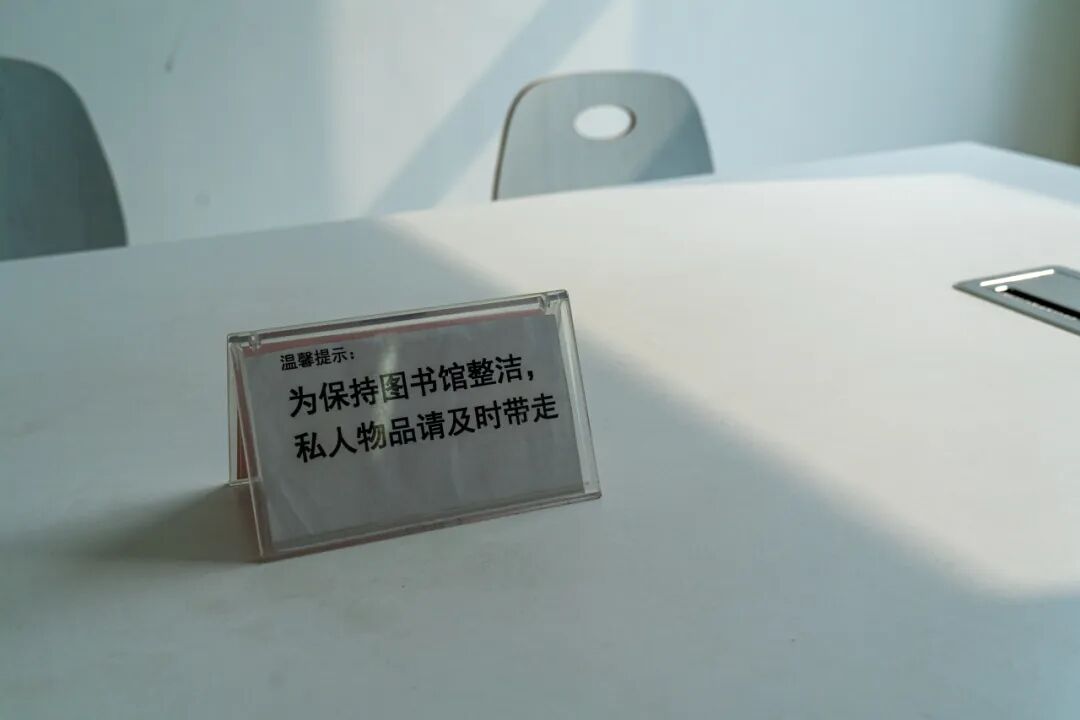 温馨提示：
为保持图书馆整洁，
私人物品请及时带走